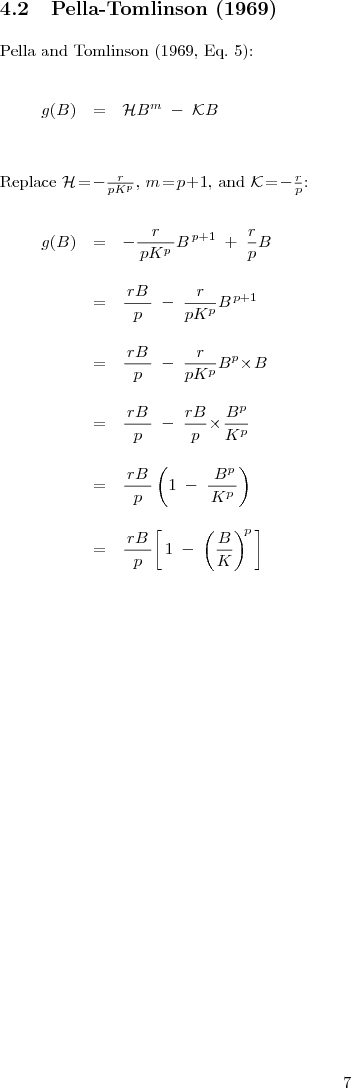 4.2 Pella-Tomlinson (1969)
Pella and Tomlinson (1969, Eq. 5):
g(B) = ℋB^m − 𝒦B
Replace ℋ=−r/(pK^p), m=p+1, and 𝒦=−r/p:
g(B) = −r/(pK^p) B^(p+1) + r/p B
= rB/p − r/(pK^p) B^(p+1)
= rB/p − r/(pK^p) B^p×B
= rB/p − rB/p × B^p/K^p
= rB/p (1 − B^p/K^p)
= rB/p [1 − (B/K)^p]
7